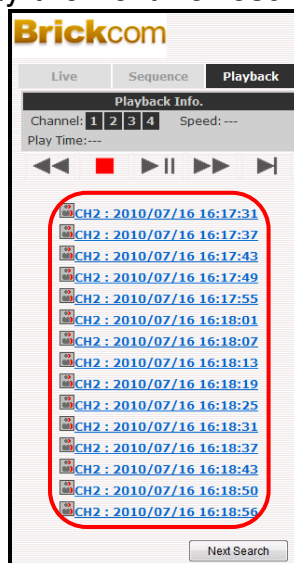 Brickcom
Live Sequence Playback
Playback Info.
Channel: 1 2 3 4 Speed: ---
Play Time:---
CH2 : 2010/07/16 16:17:31
CH2 : 2010/07/16 16:17:37
CH2 : 2010/07/16 16:17:43
CH2 : 2010/07/16 16:17:49
CH2 : 2010/07/16 16:17:55
CH2 : 2010/07/16 16:18:01
CH2 : 2010/07/16 16:18:07
CH2 : 2010/07/16 16:18:13
CH2 : 2010/07/16 16:18:19
CH2 : 2010/07/16 16:18:25
CH2 : 2010/07/16 16:18:31
CH2 : 2010/07/16 16:18:37
CH2 : 2010/07/16 16:18:43
CH2 : 2010/07/16 16:18:50
CH2 : 2010/07/16 16:18:56
Next Search